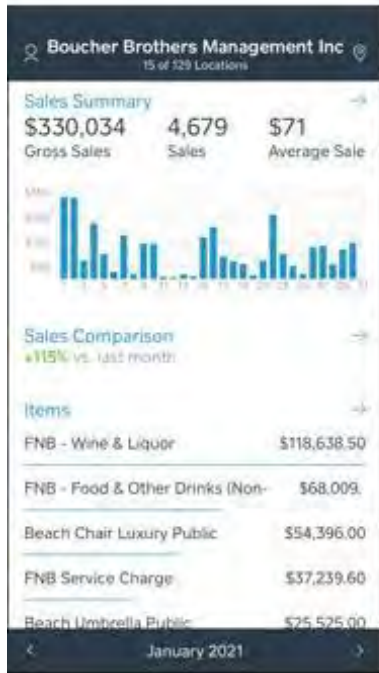 Boucher Brothers Management Inc
15 of 129 Locations
Sales Summary
$330,034 4,679 $71
Gross Sales Sales Average Sale
Sales Comparison
+115% vs. last month
Items
FNB - Wine & Liquor $118,638.50
FNB - Food & Other Drinks (Non- $68,009.
Beach Chair Luxury Public $54,396.00
FNB Service Charge $37,239.60
Beach Umbrella Public $25,525.00
January 2021